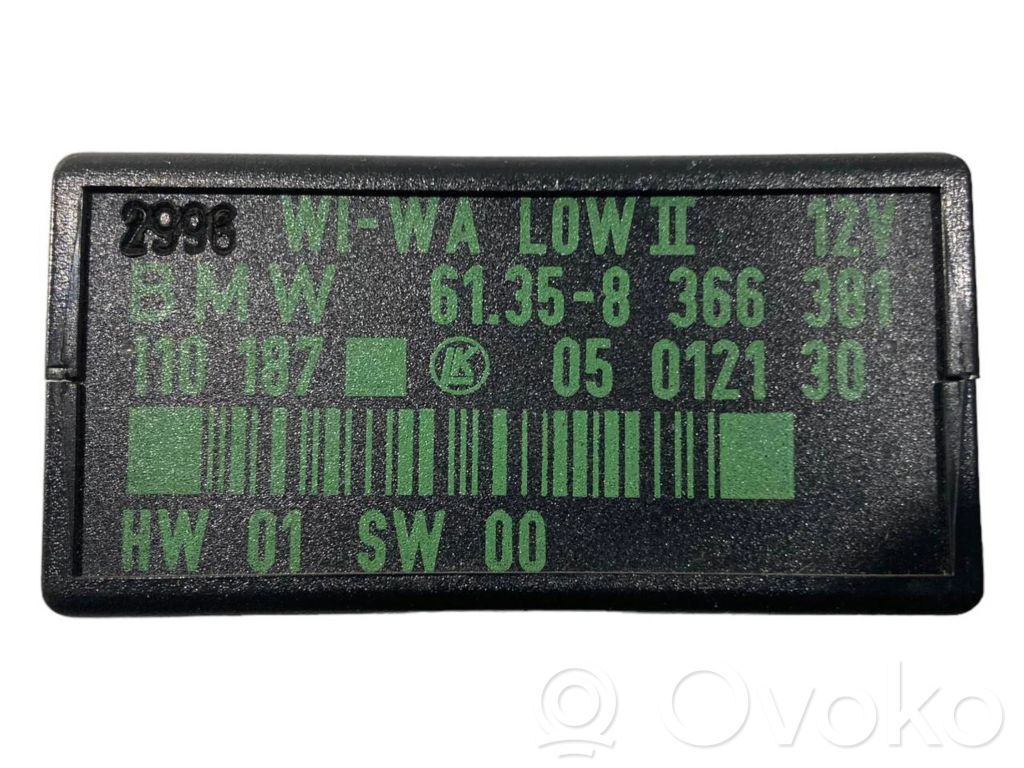 2996 WI-WA LOW II 12V
BMW 61.35-8 366 381
110 187 LK 05 0121 30
HW 01 SW 00
Ovoko